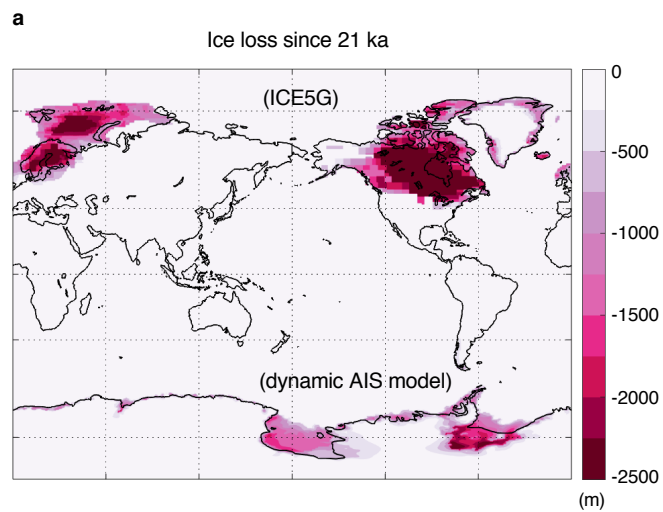 a
Ice loss since 21 ka
(ICE5G)
(dynamic AIS model)
0
-500
-1000
-1500
-2000
-2500
(m)